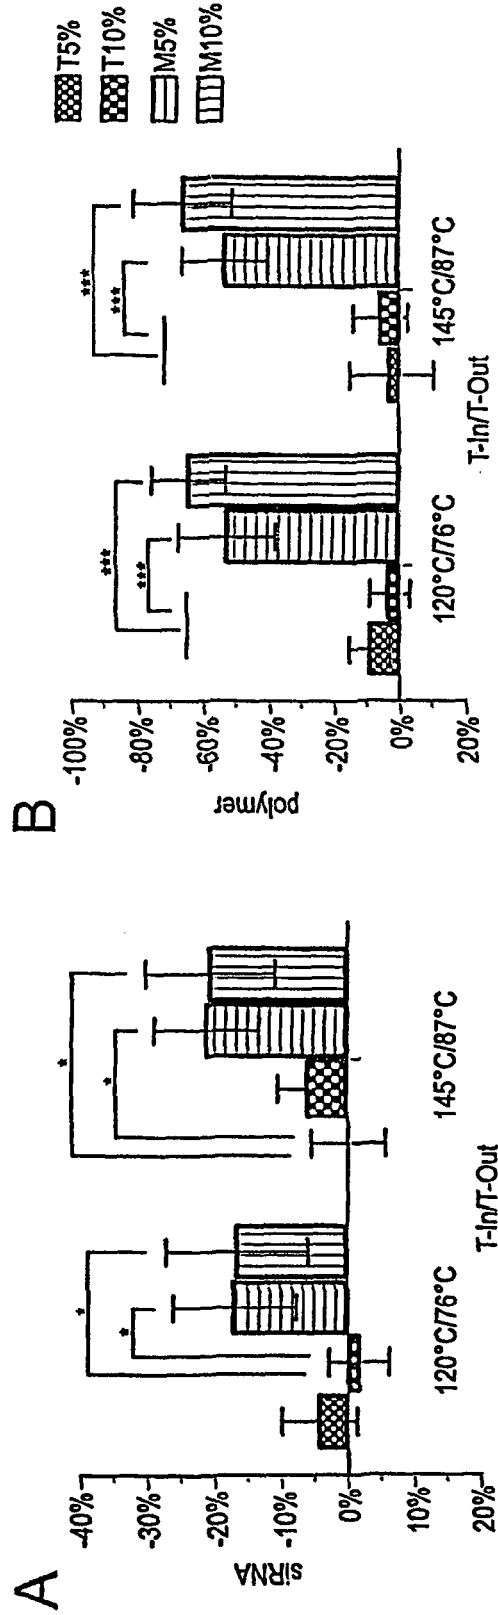 A
siRNA
-40%
-30%
-20%
-10%
0%
10%
20%
*
*
*
*
120°C/76°C
145°C/87°C
T-In/T-Out
B
polymer
-100%
-80%
-60%
-40%
-20%
0%
20%
***
***
***
***
120°C/76°C
145°C/87°C
T-In/T-Out
T5%
T10%
M5%
M10%